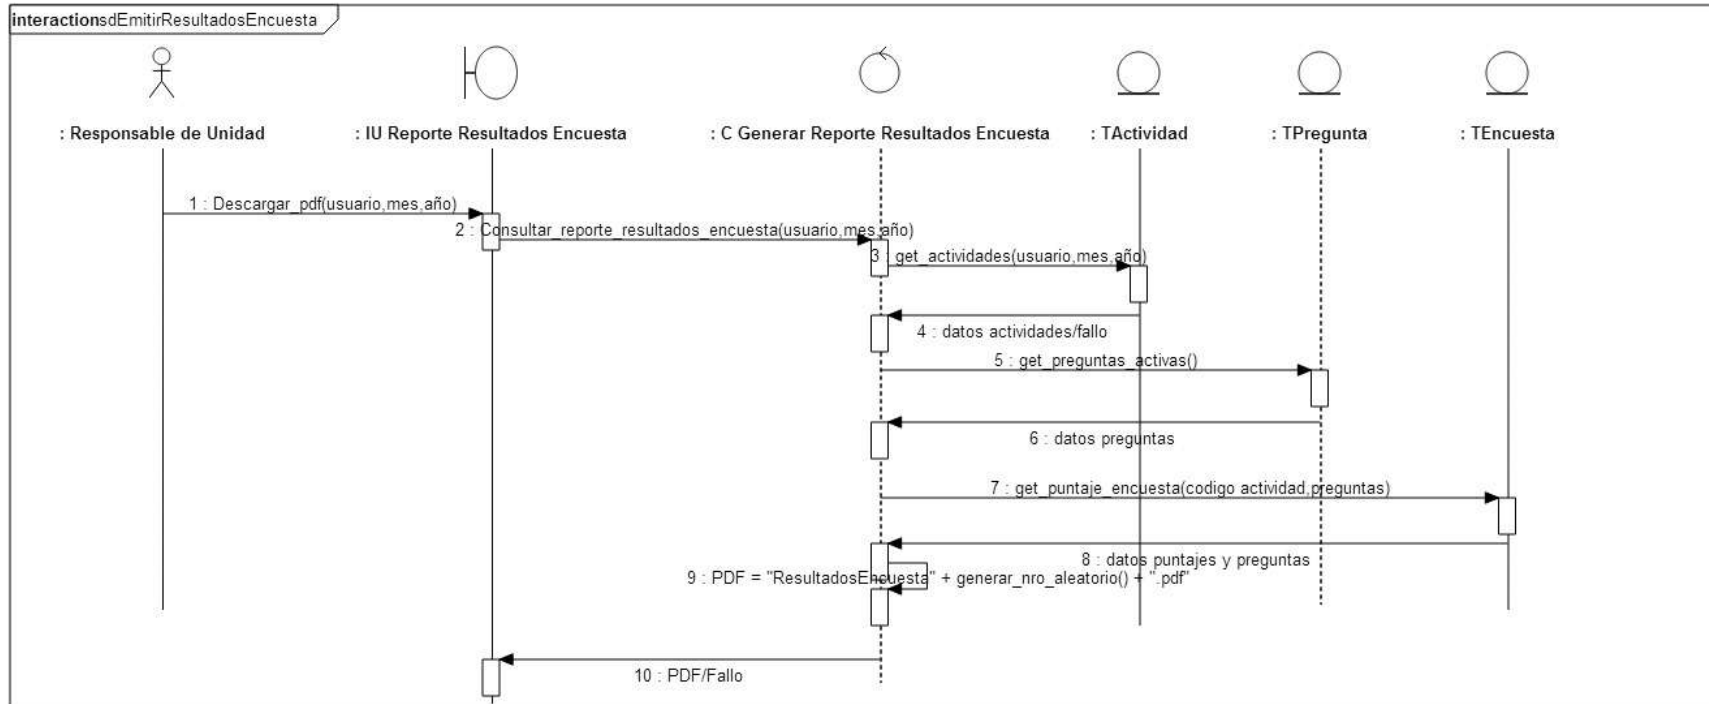 interactionsdEmitirResultadosEncuesta
: Responsable de Unidad
: IU Reporte Resultados Encuesta
: C Generar Reporte Resultados Encuesta
: TActividad
: TPregunta
: TEncuesta
1 : Descargar_pdf(usuario,mes,año)
2 : Consultar_reporte_resultados_encuesta(usuario,mes,año)
3 : get_actividades(usuario,mes,año)
4 : datos actividades/fallo
5 : get_preguntas_activas()
6 : datos preguntas
7 : get_puntaje_encuesta(codigo actividad,preguntas)
8 : datos puntajes y preguntas
9 : PDF = "ResultadosEncuesta" + generar_nro_aleatorio() + ".pdf"
10 : PDF/Fallo